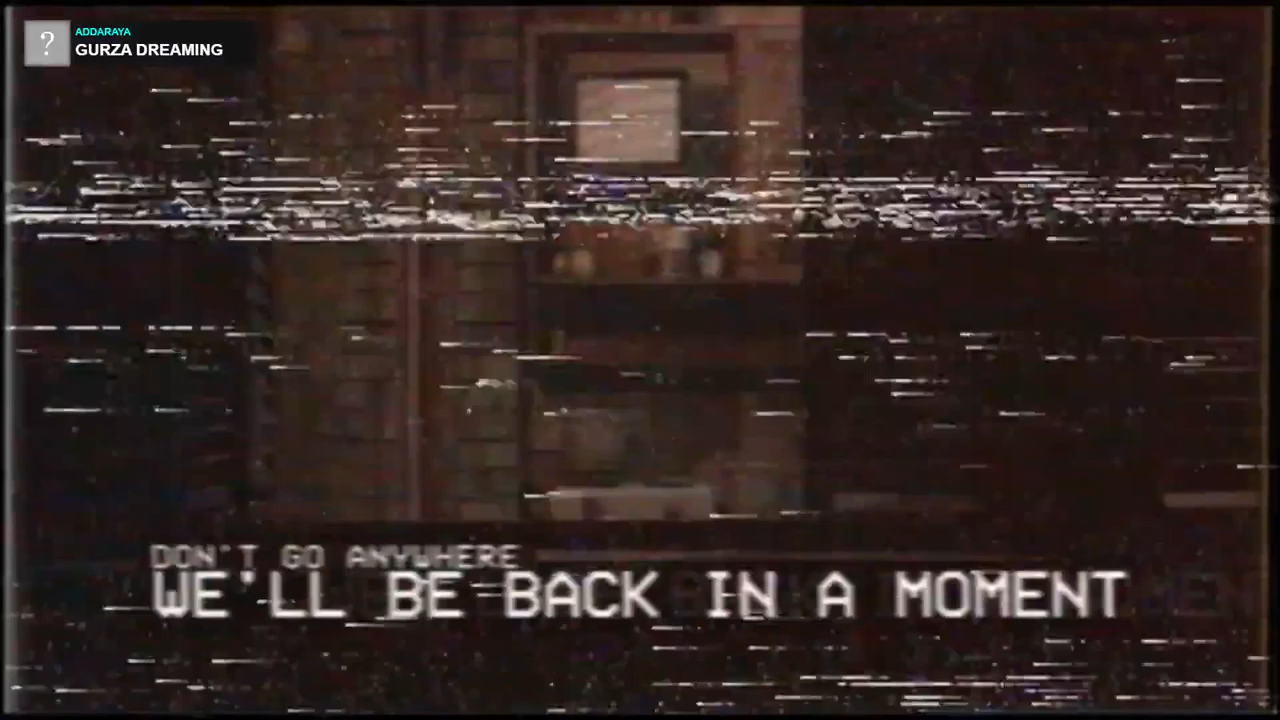 ?
ADDARAYA
GURZA DREAMING
DON'T GO ANYWHERE
WE'LL BE BACK IN A MOMENT